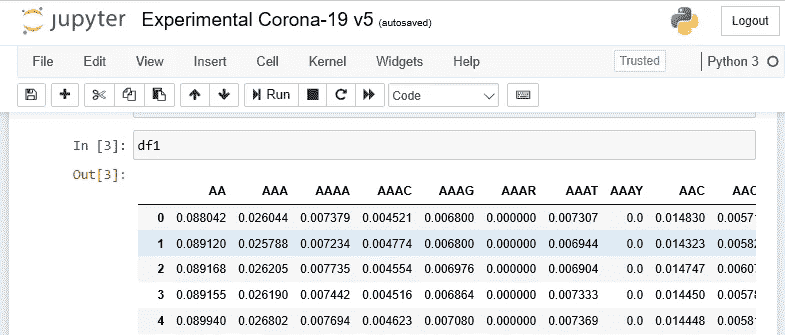 jupyter Experimental Corona-19 v5 (autosaved) Logout
File Edit View Insert Cell Kernel Widgets Help Trusted Python 3
Run Code
In [3]: df1
Out[3]:
AA AAA AAAA AAAC AAAG AAAR AAAT AAAY AAC AAC
0 0.088042 0.026044 0.007379 0.004521 0.006800 0.000000 0.007307 0.0 0.014830 0.0057
1 0.089120 0.025788 0.007234 0.004774 0.006800 0.000000 0.006944 0.0 0.014323 0.0058
2 0.089168 0.026205 0.007735 0.004554 0.006976 0.000000 0.006904 0.0 0.014747 0.0060
3 0.089155 0.026190 0.007442 0.004516 0.006864 0.000000 0.007333 0.0 0.014450 0.0057
4 0.089940 0.026802 0.007694 0.004623 0.007080 0.000000 0.007369 0.0 0.014448 0.0058